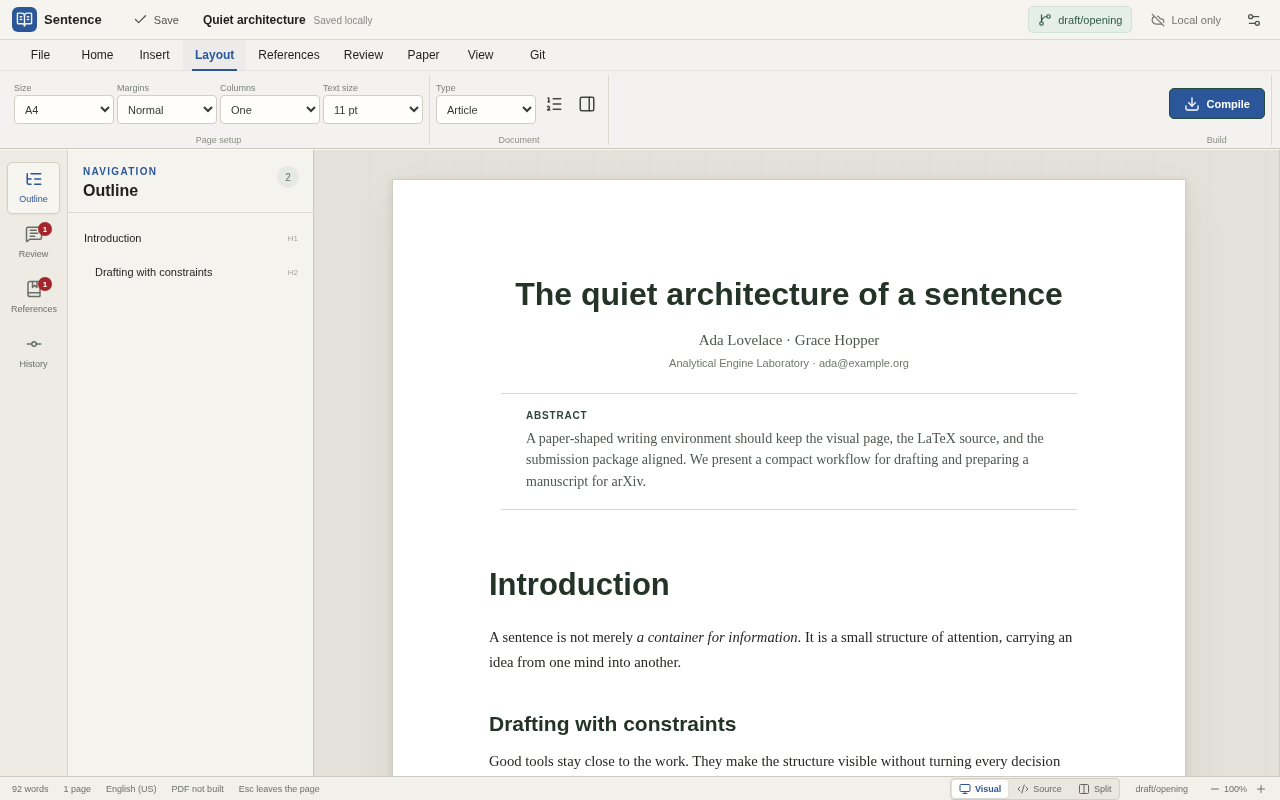 Sentence
Save
Quiet architecture Saved locally
draft/opening
Local only
File Home Insert Layout References Review Paper View Git
Size Margins Columns Text size Type
A4 Normal One 11 pt Article
Compile
Page setup Document Build
Outline
Review 1
References 1
History
NAVIGATION
Outline
2
Introduction H1
Drafting with constraints H2
The quiet architecture of a sentence
Ada Lovelace · Grace Hopper
Analytical Engine Laboratory · ada@example.org
ABSTRACT
A paper-shaped writing environment should keep the visual page, the LaTeX source, and the
submission package aligned. We present a compact workflow for drafting and preparing a
manuscript for arXiv.
Introduction
A sentence is not merely a container for information. It is a small structure of attention, carrying an
idea from one mind into another.
Drafting with constraints
Good tools stay close to the work. They make the structure visible without turning every decision
92 words 1 page English (US) PDF not built Esc leaves the page
Visual Source Split draft/opening 100%